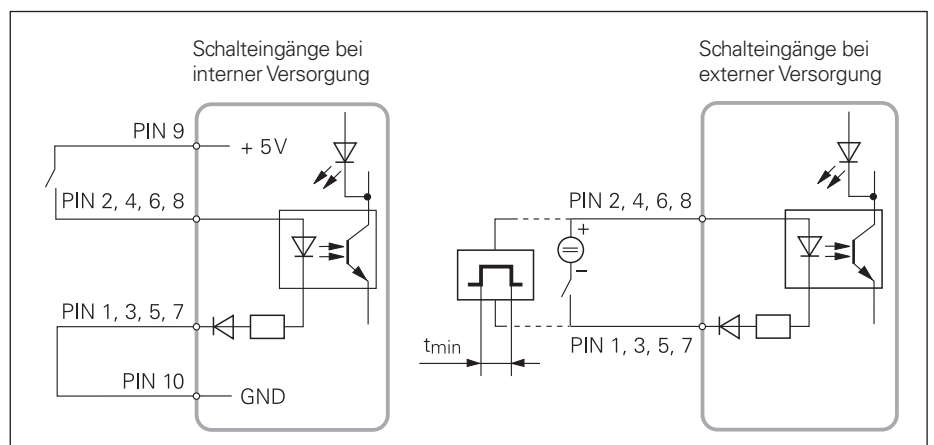 Schalteingänge bei
interner Versorgung
PIN 9
+ 5V
PIN 2, 4, 6, 8
PIN 1, 3, 5, 7
PIN 10
GND
Schalteingänge bei
externer Versorgung
PIN 2, 4, 6, 8
+
−
tmin
PIN 1, 3, 5, 7